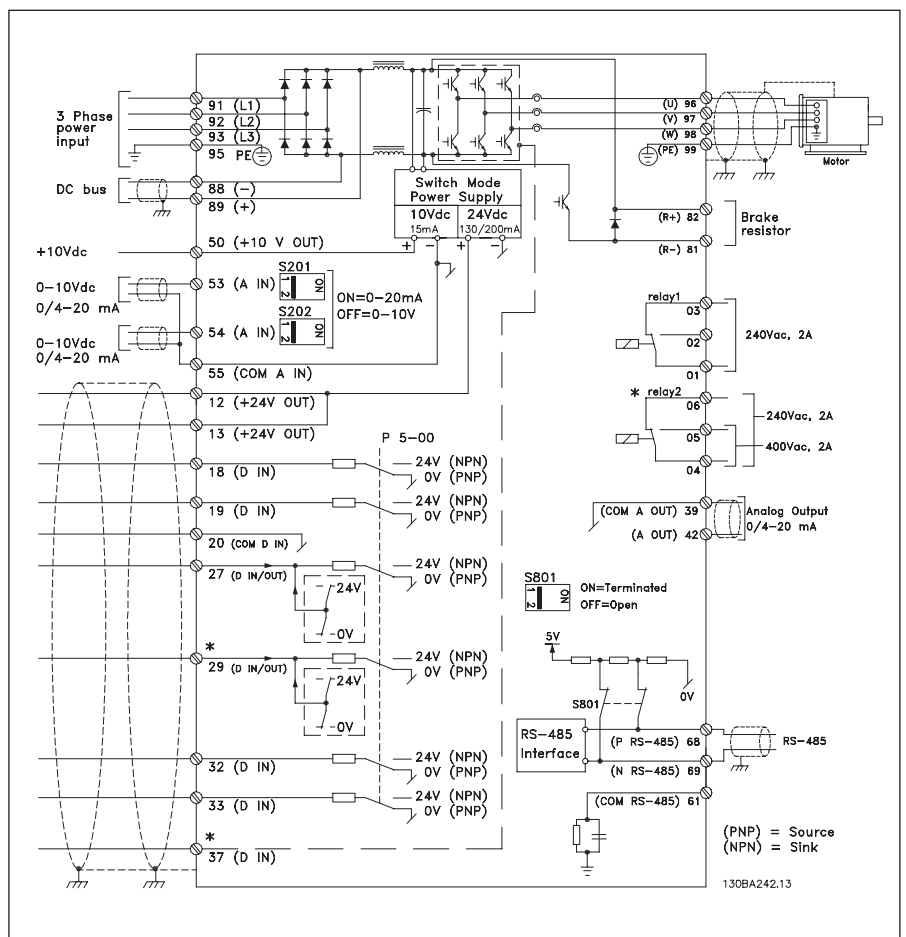 3 Phase
power
input
91 (L1)
92 (L2)
93 (L3)
95 PE
DC bus
88 (-)
89 (+)
+10Vdc
50 (+10 V OUT)
0-10Vdc
0/4-20 mA
53 (A IN)
S201
1 2
ON
ON=0-20mA
OFF=0-10V
0-10Vdc
0/4-20 mA
54 (A IN)
S202
1 2
ON
55 (COM A IN)
12 (+24V OUT)
13 (+24V OUT)
Switch Mode
Power Supply
10Vdc
15mA
24Vdc
130/200mA
+ - + -
(U) 96
(V) 97
(W) 98
(PE) 99
Motor
(R+) 82
(R-) 81
Brake
resistor
relay1
03
02
01
240Vac, 2A
* relay2
06
05
04
240Vac, 2A
400Vac, 2A
P 5-00
18 (D IN)
24V (NPN)
0V (PNP)
19 (D IN)
24V (NPN)
0V (PNP)
20 (COM D IN)
27 (D IN/OUT)
24V (NPN)
0V (PNP)
24V
0V
*
29 (D IN/OUT)
24V (NPN)
0V (PNP)
24V
0V
32 (D IN)
24V (NPN)
0V (PNP)
33 (D IN)
24V (NPN)
0V (PNP)
*
37 (D IN)
(COM A OUT) 39
(A OUT) 42
Analog Output
0/4-20 mA
S801
1 2
ON
ON=Terminated
OFF=Open
5V
S801
0V
RS-485
Interface
(P RS-485) 68
(N RS-485) 69
RS-485
(COM RS-485) 61
(PNP) = Source
(NPN) = Sink
130BA242.13